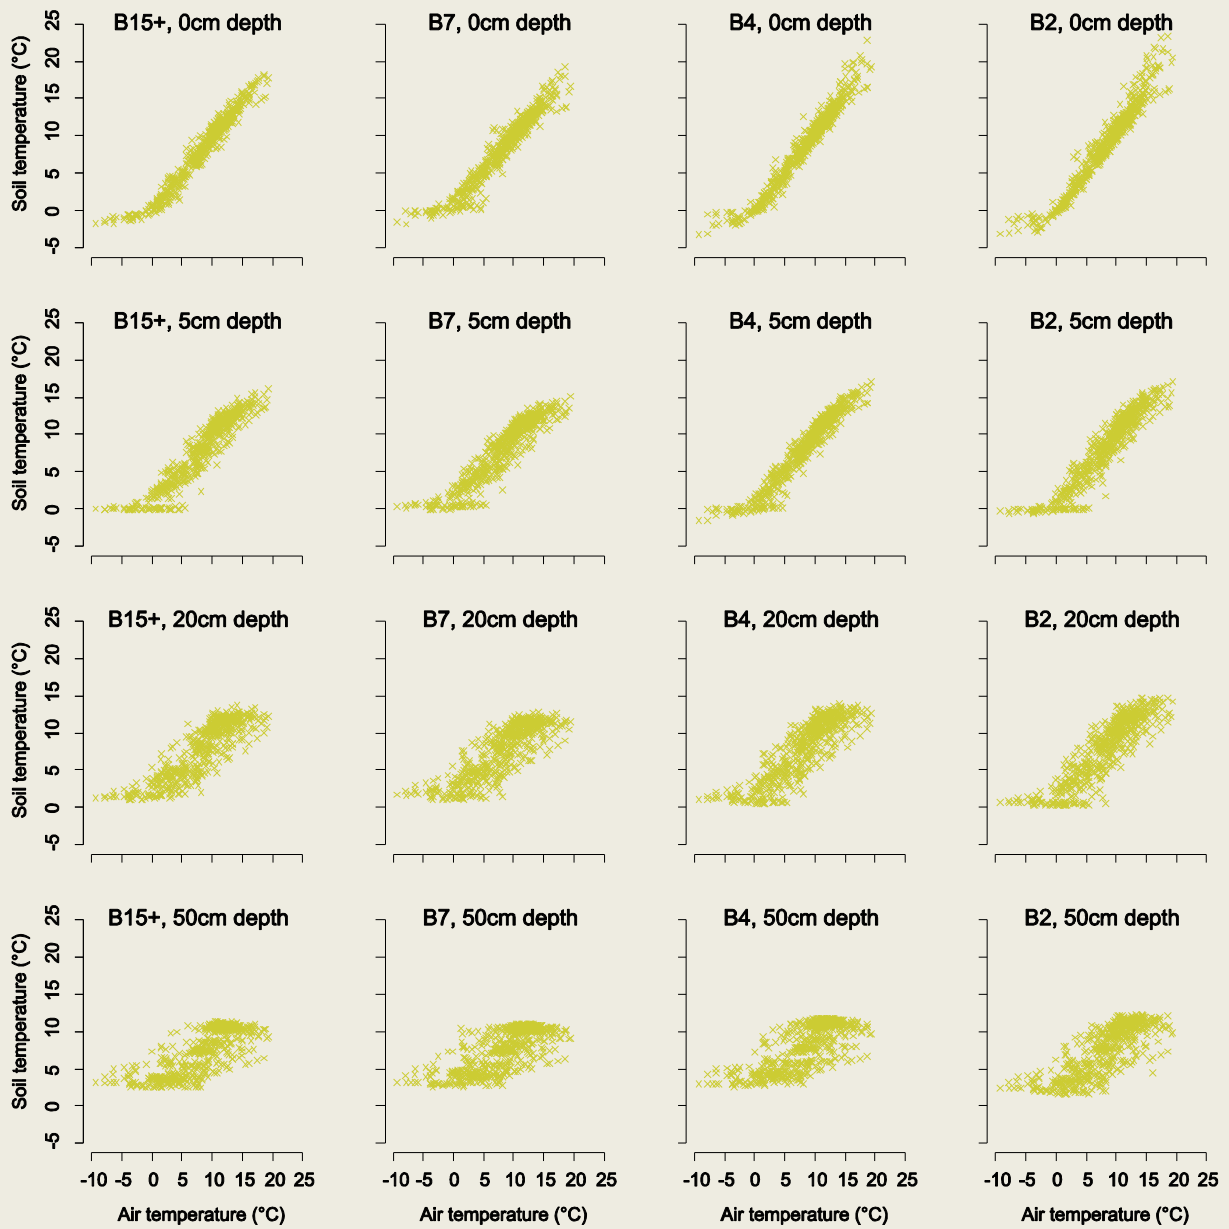 B15+, 0cm depth
B7, 0cm depth
B4, 0cm depth
B2, 0cm depth
Soil temperature (°C)
25
20
15
10
5
0
-5
B15+, 5cm depth
B7, 5cm depth
B4, 5cm depth
B2, 5cm depth
Soil temperature (°C)
25
20
15
10
5
0
-5
B15+, 20cm depth
B7, 20cm depth
B4, 20cm depth
B2, 20cm depth
Soil temperature (°C)
25
20
15
10
5
0
-5
B15+, 50cm depth
B7, 50cm depth
B4, 50cm depth
B2, 50cm depth
Soil temperature (°C)
25
20
15
10
5
0
-5
-10 -5 0 5 10 15 20 25
-10 -5 0 5 10 15 20 25
-10 -5 0 5 10 15 20 25
-10 -5 0 5 10 15 20 25
Air temperature (°C)
Air temperature (°C)
Air temperature (°C)
Air temperature (°C)